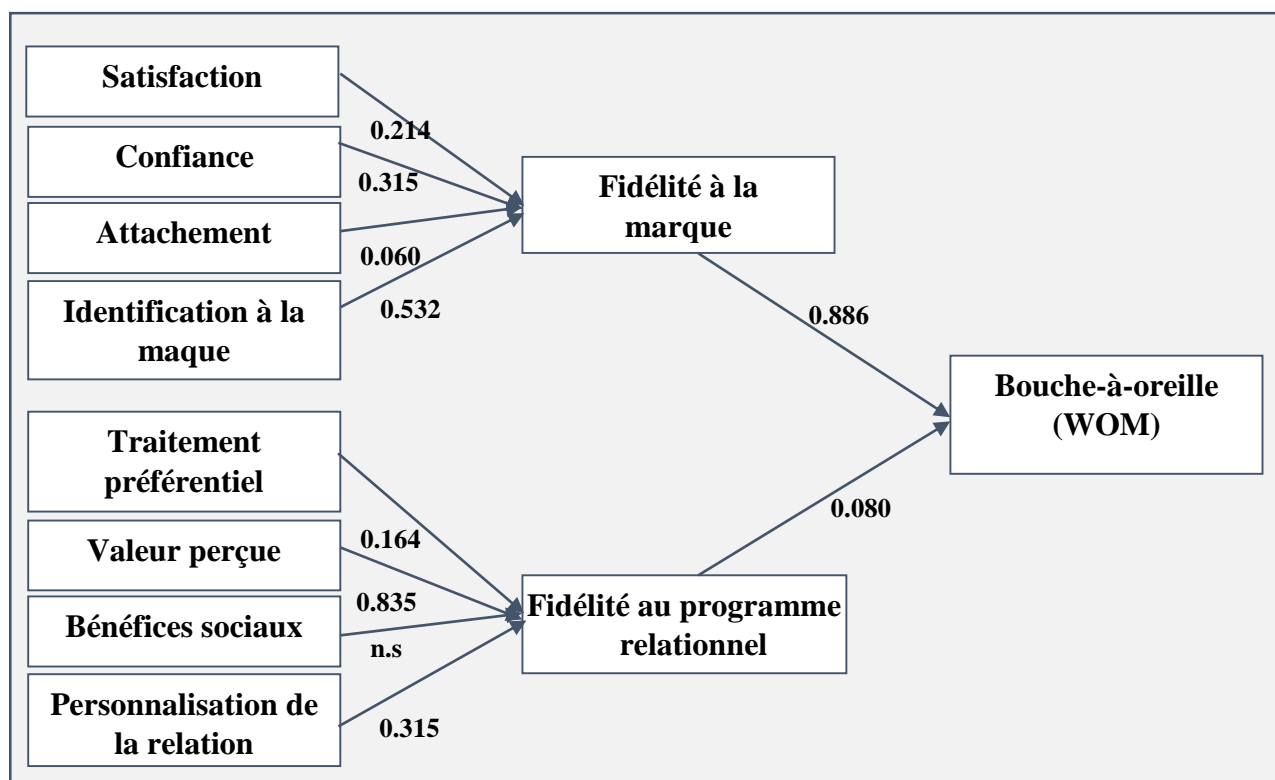 Satisfaction
0.214
Confiance
0.315
Attachement
0.060
Identification à la
maque
0.532
Fidélité à la
marque
0.886
Bouche-à-oreille
(WOM)
Traitement
préférentiel
0.164
Valeur perçue
0.835
Bénéfices sociaux
n.s
Personnalisation de
la relation
0.315
Fidélité au programme
relationnel
0.080